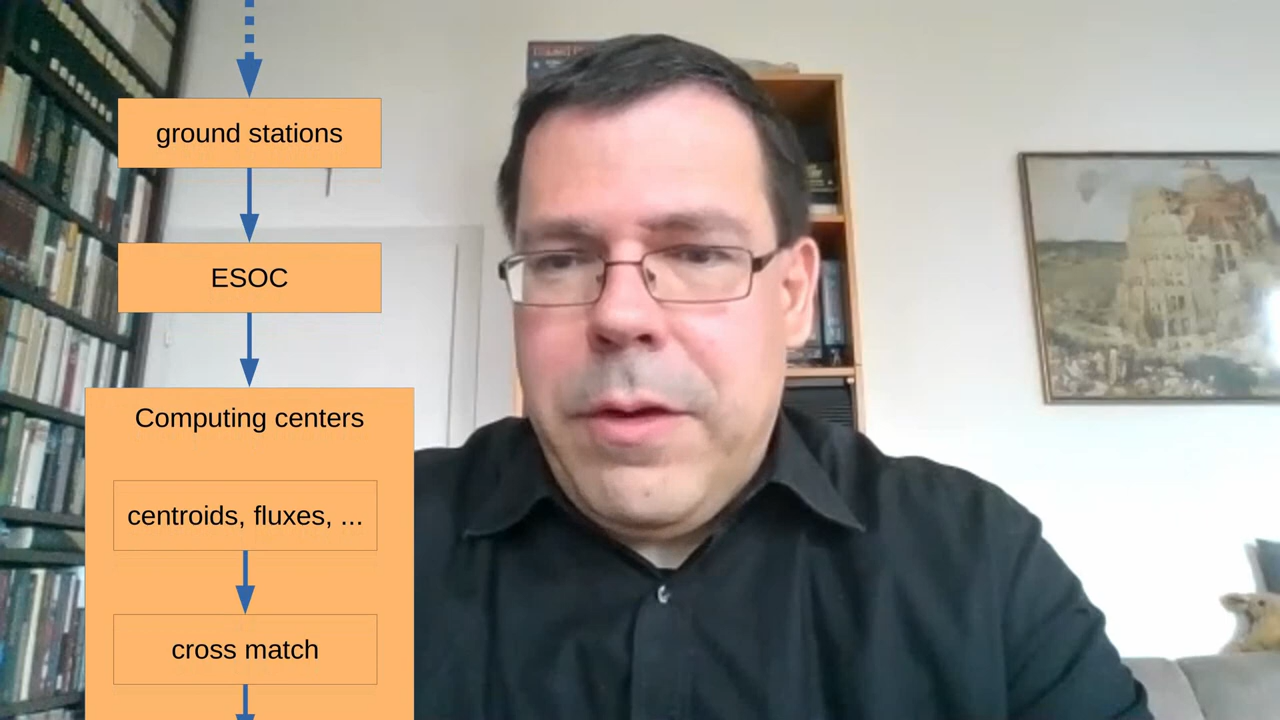 ground stations
ESOC
Computing centers
centroids, fluxes, ...
cross match